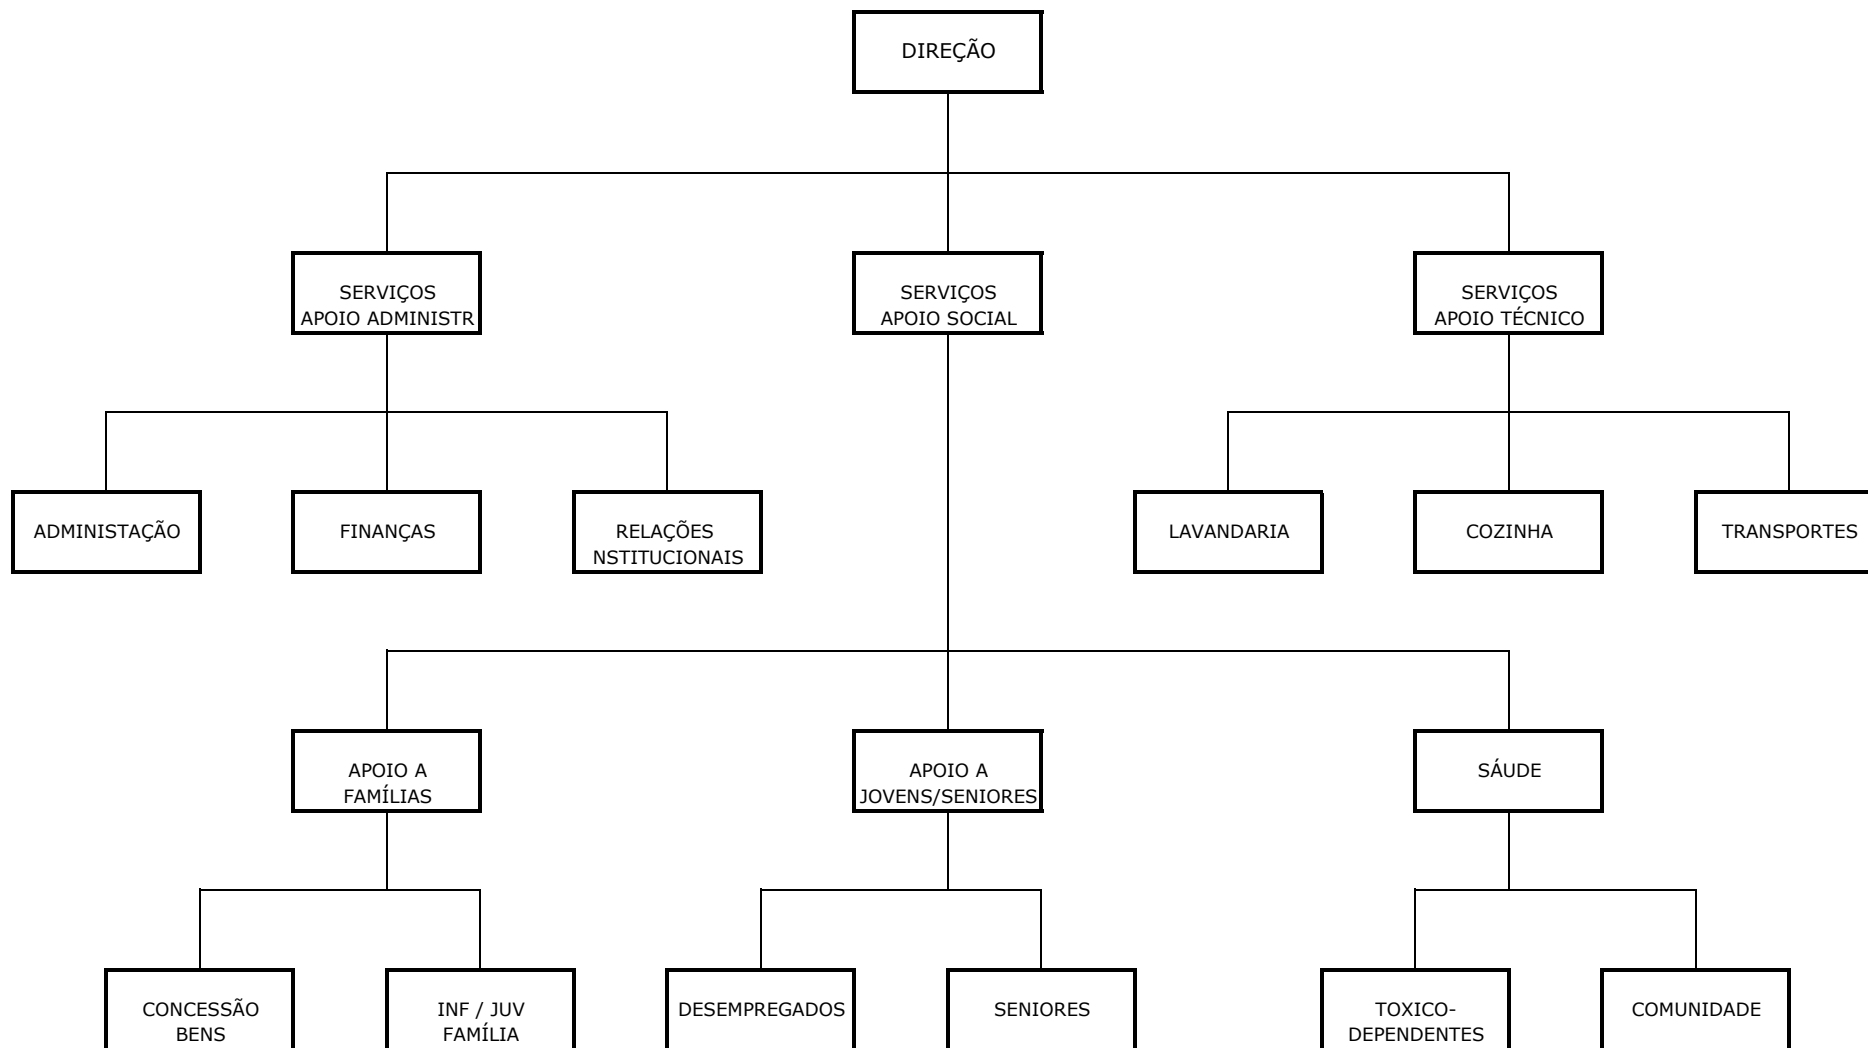 DIREÇÃO
SERVIÇOS
APOIO ADMINISTR
SERVIÇOS
APOIO SOCIAL
SERVIÇOS
APOIO TÉCNICO
ADMINISTAÇÃO
FINANÇAS
RELAÇÕES
NSTITUCIONAIS
LAVANDARIA
COZINHA
TRANSPORTES
APOIO A
FAMÍLIAS
APOIO A
JOVENS/SENIORES
SÁUDE
CONCESSÃO
BENS
INF / JUV
FAMÍLIA
DESEMPREGADOS
SENIORES
TOXICO-
DEPENDENTES
COMUNIDADE